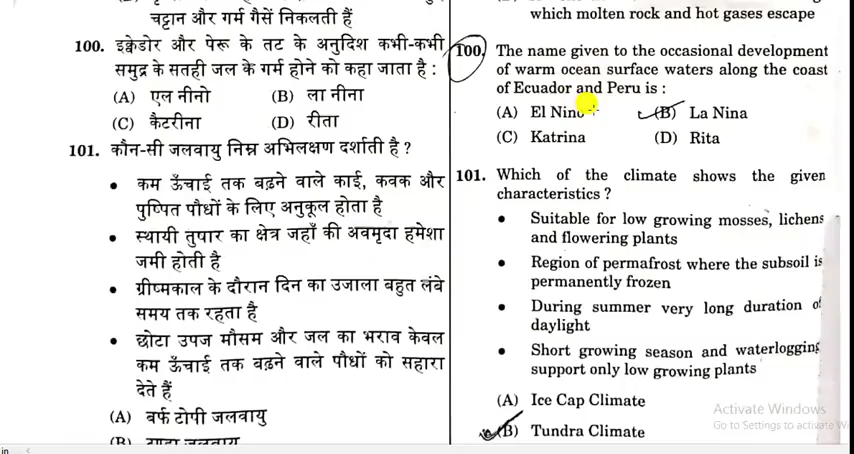 चट्टान और गर्म गैसें निकलती हैं
100. इक्वेडोर और पेरू के तट के अनुदिश कभी-कभी
समुद्र के सतही जल के गर्म होने को कहा जाता है :
(A) एल नीनो (B) ला नीना
(C) कैटरीना (D) रीता
101. कौन-सी जलवायु निम्न अभिलक्षण दर्शाती है ?
• कम ऊँचाई तक बढ़ने वाले काई, कवक और
पुष्पित पौधों के लिए अनुकूल होता है
• स्थायी तुषार का क्षेत्र जहाँ की अवमृदा हमेशा
जमी होती है
• ग्रीष्मकाल के दौरान दिन का उजाला बहुत लंबे
समय तक रहता है
• छोटा उपज मौसम और जल का भराव केवल
कम ऊँचाई तक बढ़ने वाले पौधों को सहारा
देते हैं
(A) बर्फ टोपी जलवायु
which molten rock and hot gases escape
100. The name given to the occasional development
of warm ocean surface waters along the coast
of Ecuador and Peru is :
(A) El Nino (B) La Nina
(C) Katrina (D) Rita
101. Which of the climate shows the given
characteristics ?
• Suitable for low growing mosses, lichens
and flowering plants
• Region of permafrost where the subsoil is
permanently frozen
• During summer very long duration of
daylight
• Short growing season and waterlogging
support only low growing plants
(A) Ice Cap Climate
(B) Tundra Climate
Activate Windows
Go to Settings to activate W
in